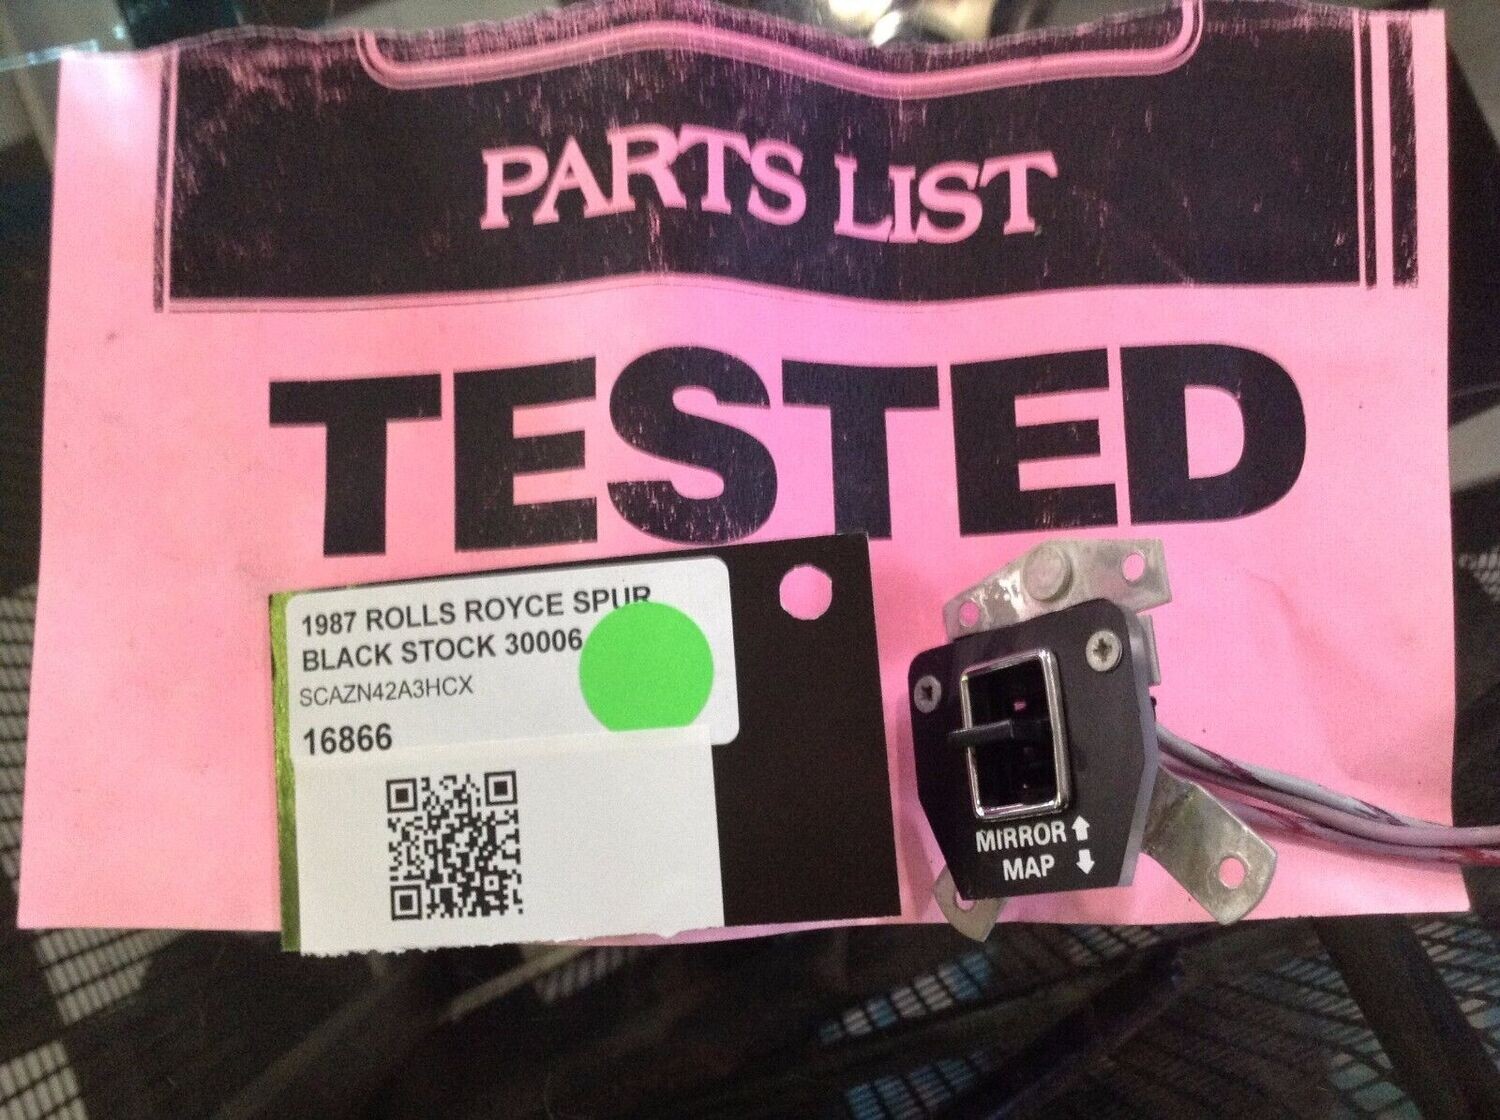 PARTS LIST
TESTED
1987 ROLLS ROYCE SPUR
BLACK STOCK 30006
SCAZN42A3HCX
16866
MIRROR ⬆
MAP ⬇